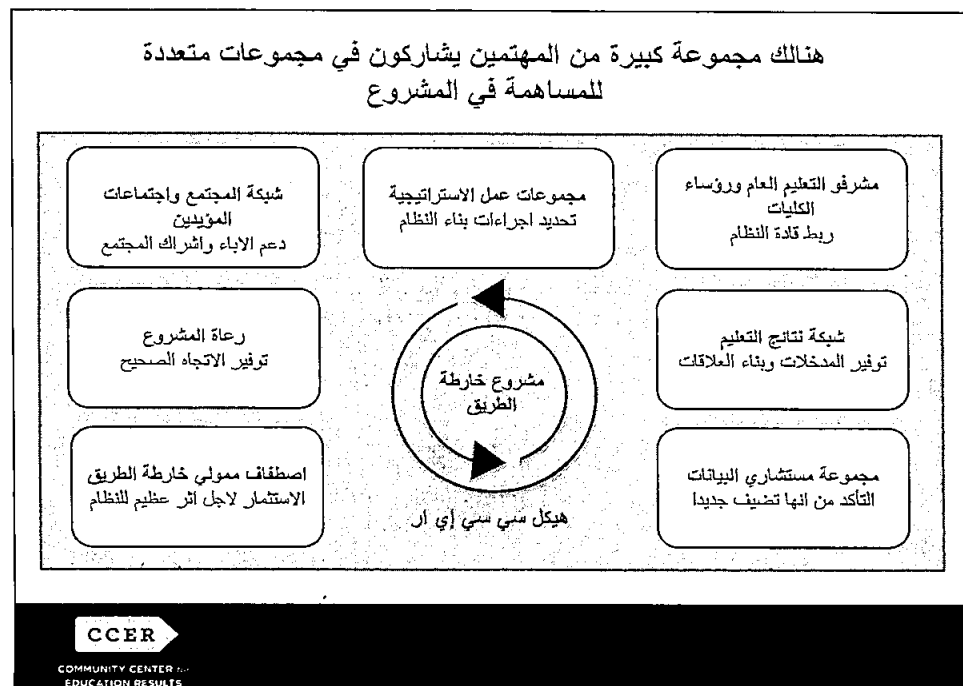 هنالك مجموعة كبيرة من المهتمين يشاركون في مجموعات متعددة
للمساهمة في المشروع
مشرفو التعليم العام ورؤساء
الكليات
ربط قادة النظام
مجموعات عمل الاستراتيجية
تحديد اجراءات بناء النظام
شبكة المجتمع واجتماعات
المؤيدين
دعم الاباء واشراك المجتمع
شبكة نتائج التعليم
توفير المدخلات وبناء العلاقات
مشروع خارطة
الطريق
رعاة المشروع
توفير الاتجاه الصحيح
مجموعة مستشاري البيانات
التأكد من انها تضيف جديدا
هيكل سي سي إي ار
اصطفاف ممولي خارطة الطريق
الاستثمار لاجل اثر عظيم للنظام
CCER
COMMUNITY CENTER for
EDUCATION RESULTS